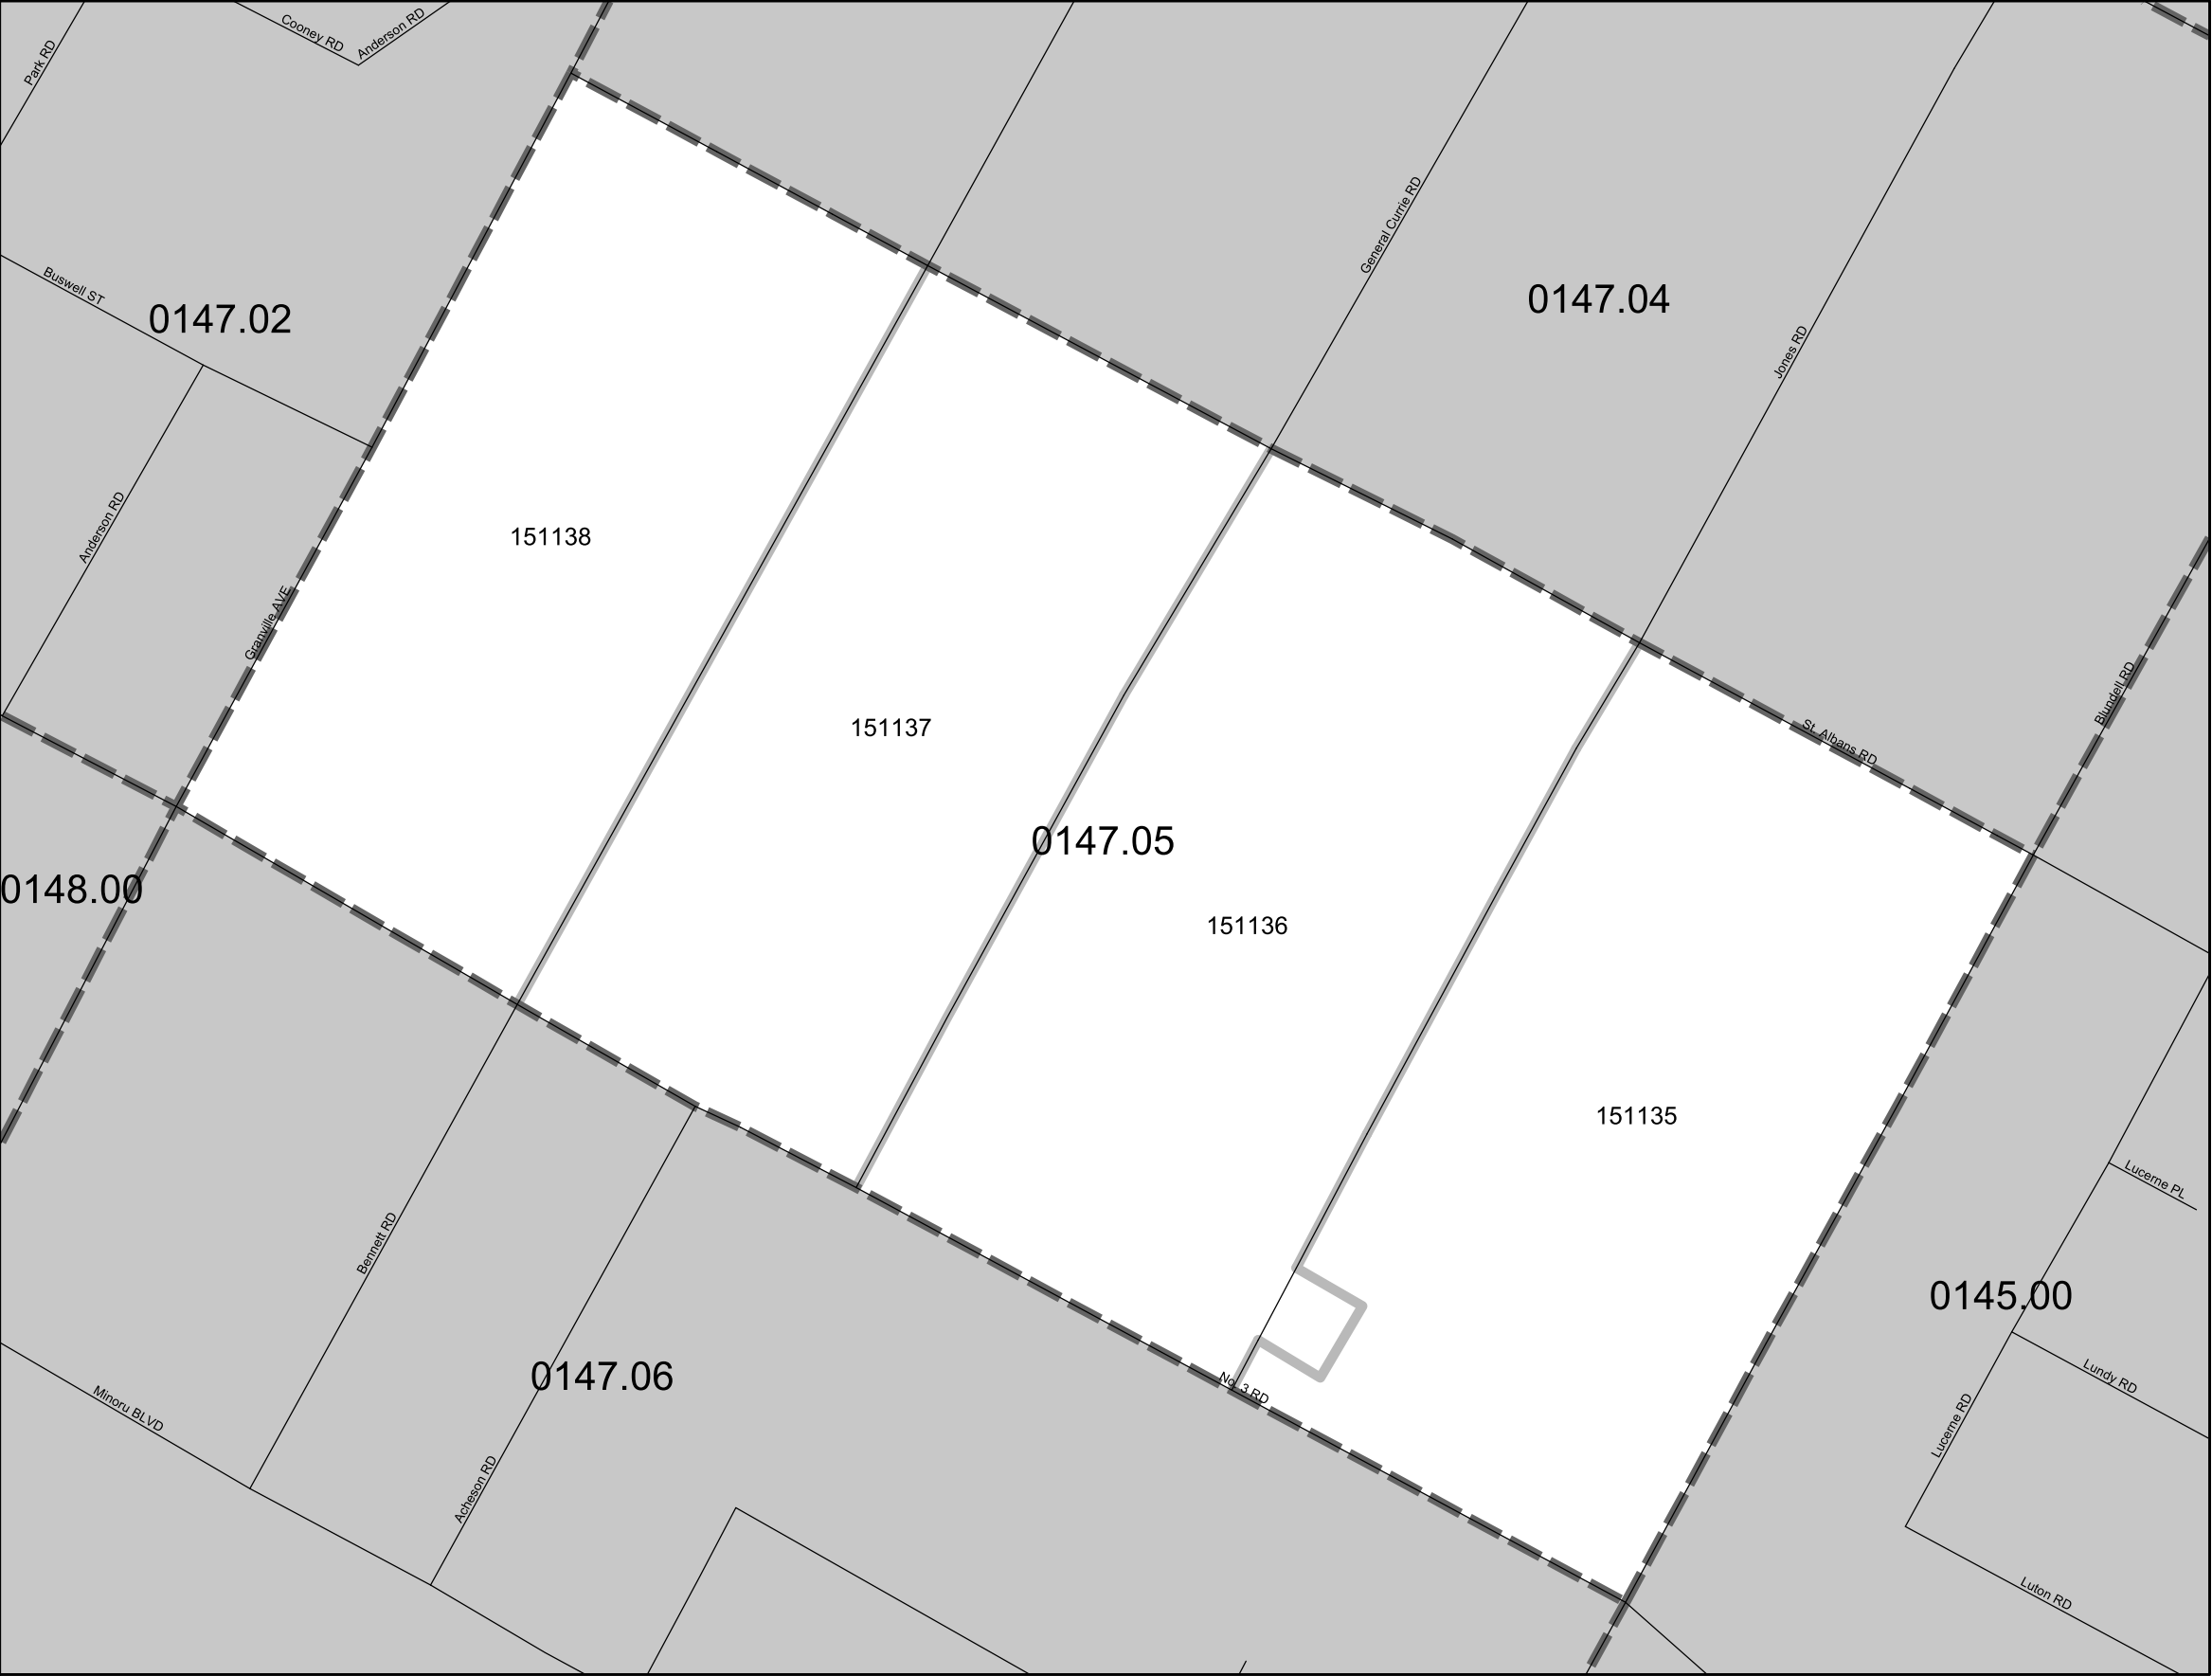 Cooney RD
Anderson RD
Park RD
General Currie RD
Buswell ST
0147.02
0147.04
Jones RD
Anderson RD
151138
Granville AVE
Blundell RD
151137
St. Albans RD
0147.05
0148.00
151136
151135
Lucerne PL
Bennett RD
0145.00
0147.06
No. 3 RD
Lundy RD
Minoru BLVD
Lucerne RD
Acheson RD
Luton RD